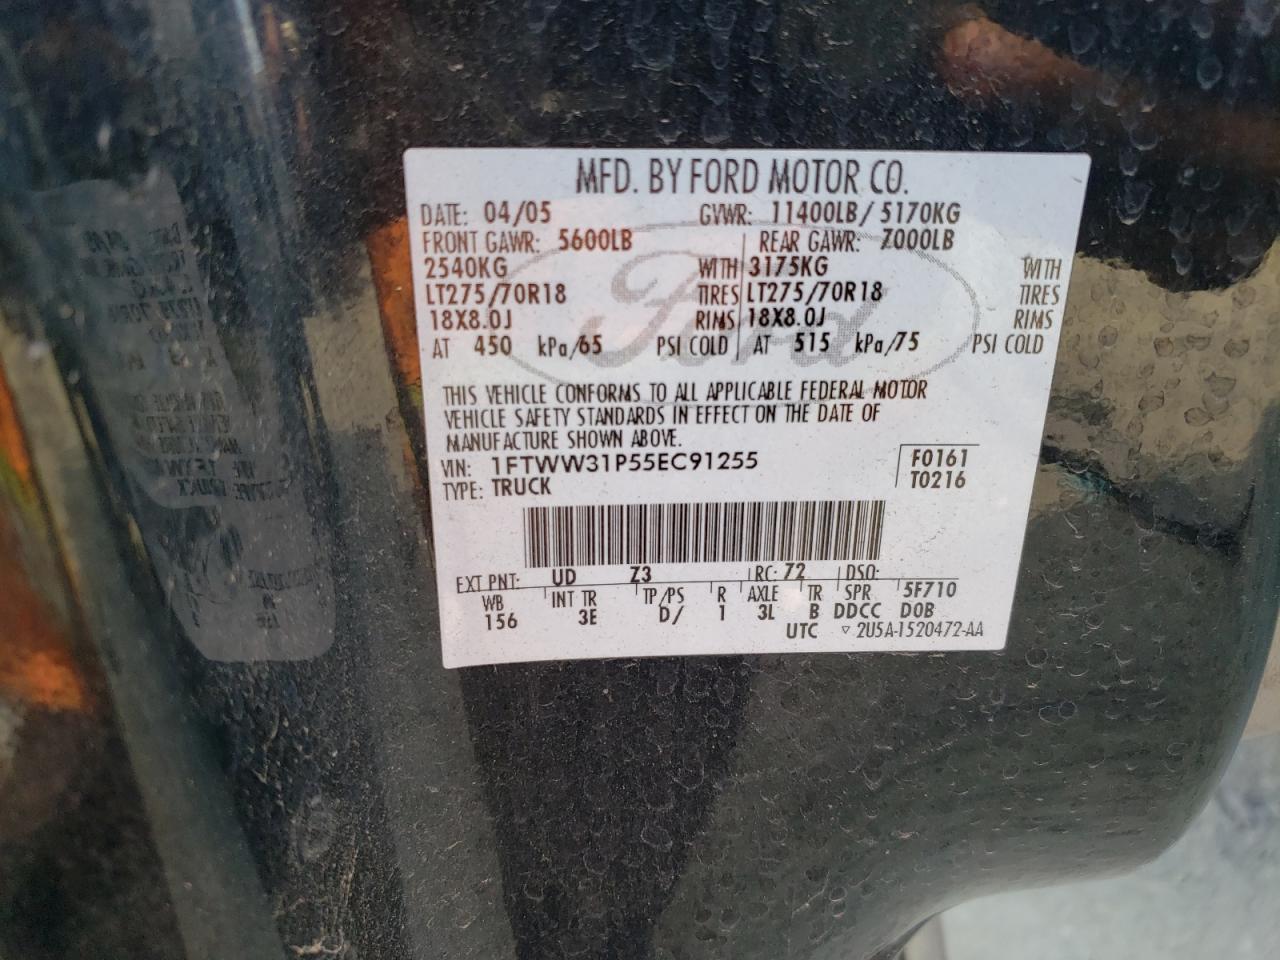 MFD. BY FORD MOTOR CO.
DATE: 04/05 GVWR: 11400LB/ 5170KG
FRONT GAWR: 5600LB REAR GAWR: 7000LB
2540KG WITH 3175KG WITH
LT275/70R18 TIRES LT275/70R18 TIRES
18X8.0J RIMS 18X8.0J RIMS
AT 450 kPa/65 PSI COLD AT 515 kPa/75 PSI COLD
Ford
THIS VEHICLE CONFORMS TO ALL APPLICABLE FEDERAL MOTOR
VEHICLE SAFETY STANDARDS IN EFFECT ON THE DATE OF
MANUFACTURE SHOWN ABOVE.
VIN: 1FTWW31P55EC91255 F0161
TYPE: TRUCK T0216
EXT PNT: UD Z3 RC: 72 DSO:
WB INT TR TP/PS R AXLE TR SPR 5F710
156 3E D/ 1 3L B DDCC DOB
UTC ▽ 2U5A-1520472-AA